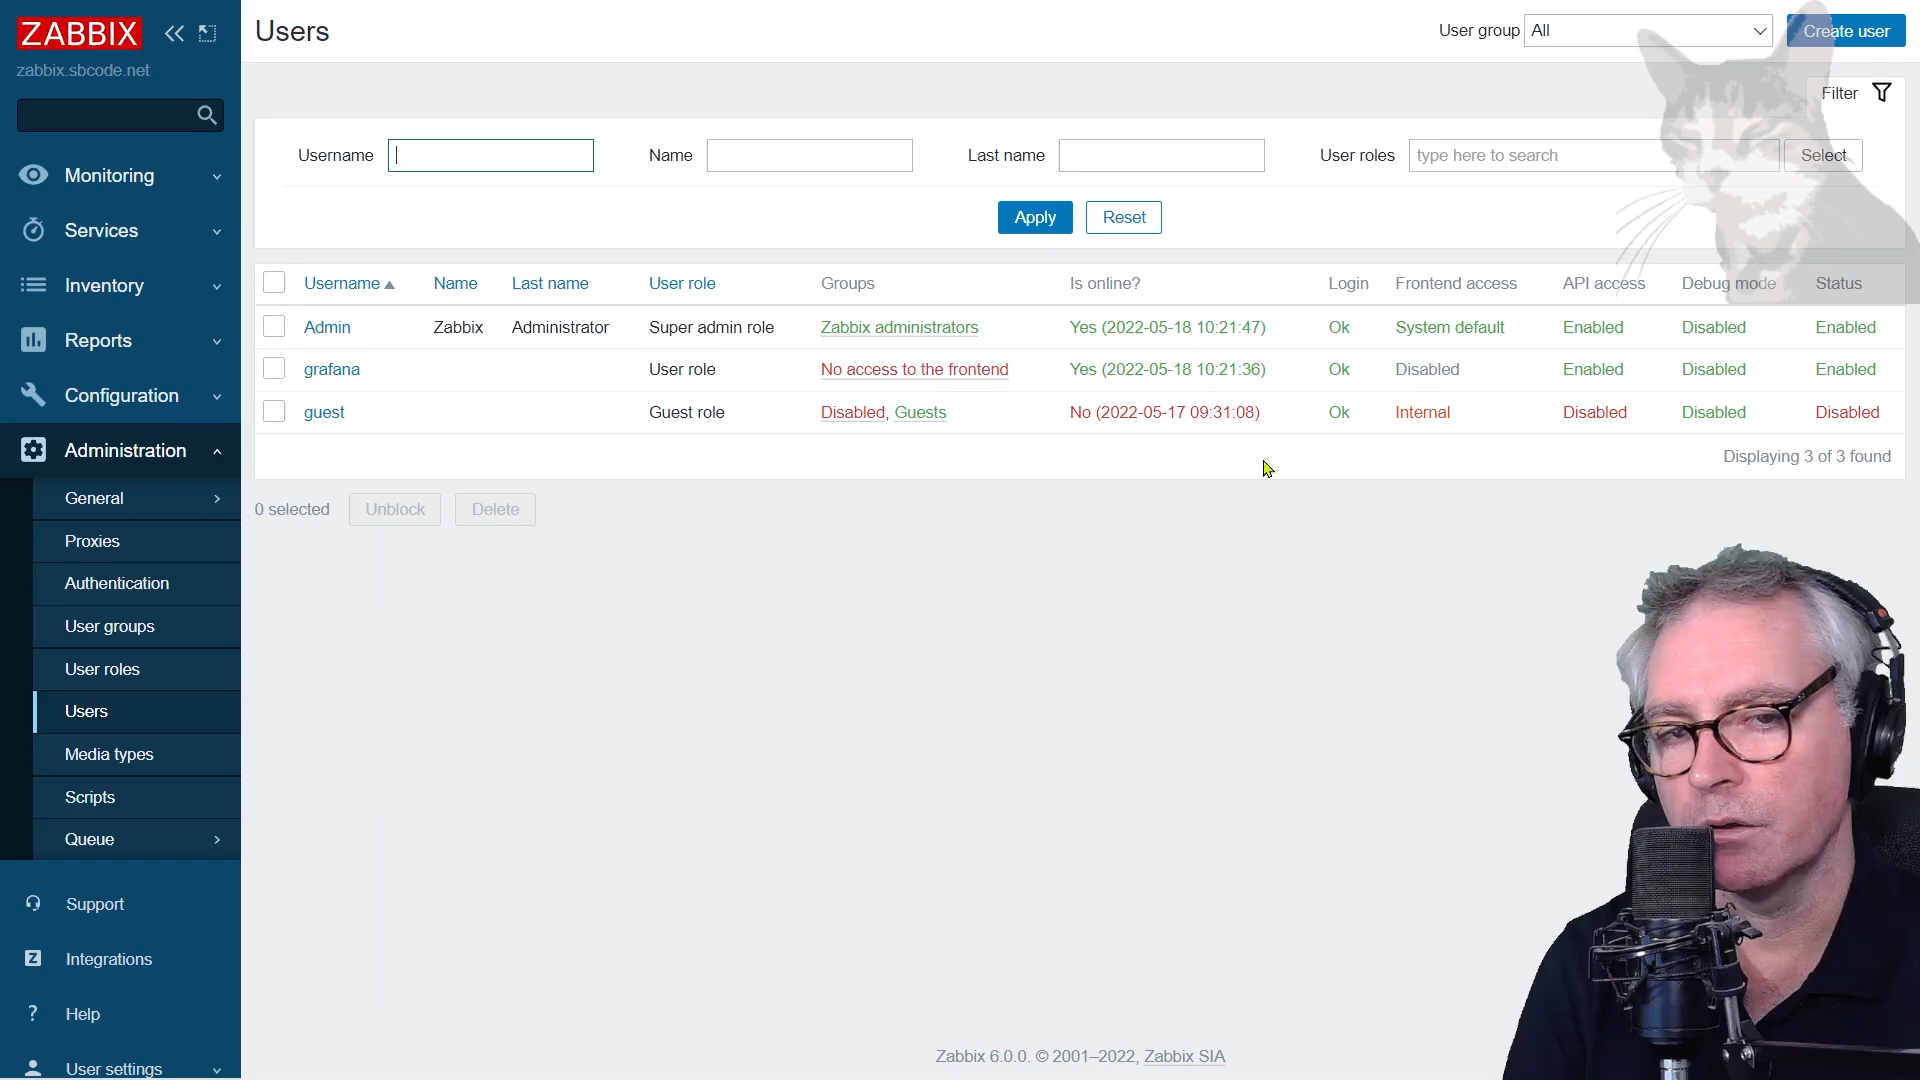 ZABBIX
zabbix.sbcode.net
Monitoring
Services
Inventory
Reports
Configuration
Administration
General
Proxies
Authentication
User groups
User roles
Users
Media types
Scripts
Queue
Support
Integrations
Help
User settings
Users
User group All Create user
Filter
Username Name Last name User roles type here to search Select
Apply Reset
Username Name Last name User role Groups Is online? Login Frontend access API access Debug mode Status
Admin Zabbix Administrator Super admin role Zabbix administrators Yes (2022-05-18 10:21:47) Ok System default Enabled Disabled Enabled
grafana User role No access to the frontend Yes (2022-05-18 10:21:36) Ok Disabled Enabled Disabled Enabled
guest Guest role Disabled, Guests No (2022-05-17 09:31:08) Ok Internal Disabled Disabled Disabled
Displaying 3 of 3 found
0 selected Unblock Delete
Zabbix 6.0.0. © 2001–2022, Zabbix SIA